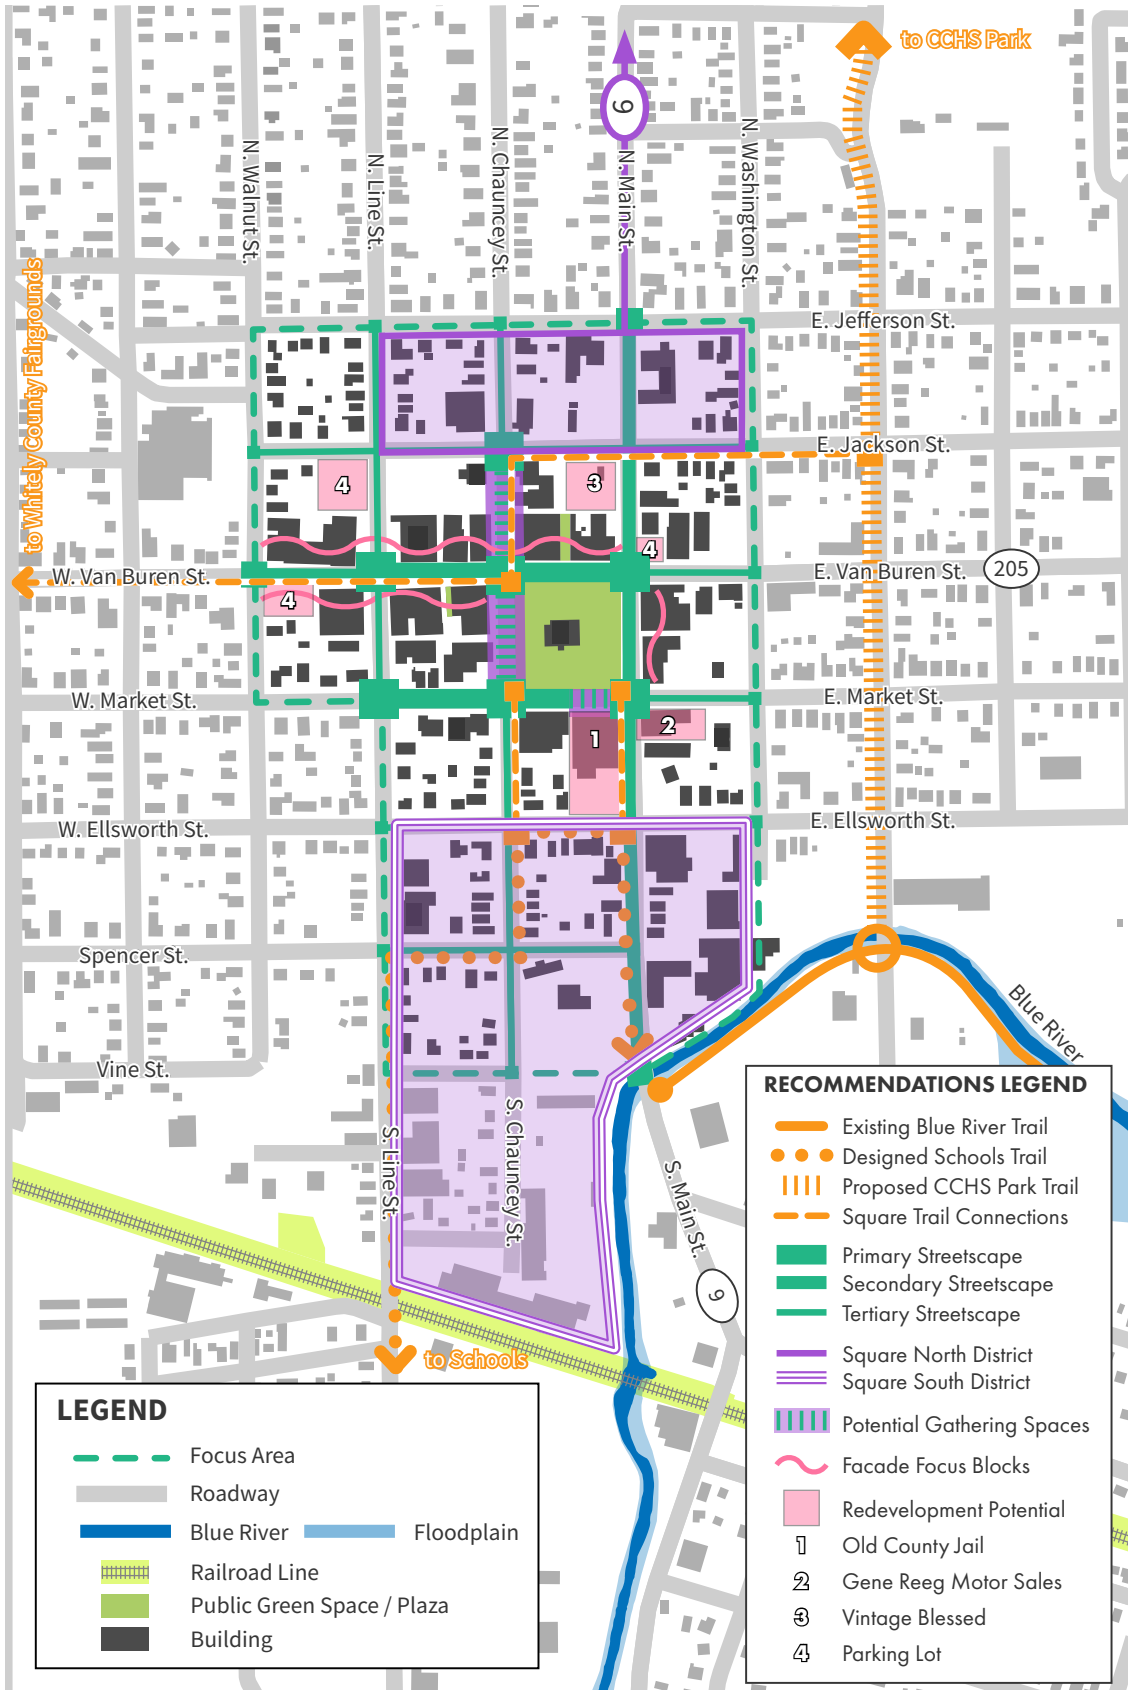 to CCHS Park
9
N. Walnut St.
N. Line St.
N. Chauncey St.
N. Main St.
N. Washington St.
to Whitely County Fairgrounds
E. Jefferson St.
E. Jackson St.
4
3
4
W. Van Buren St.
E. Van Buren St.
205
4
W. Market St.
E. Market St.
1
2
W. Ellsworth St.
E. Ellsworth St.
Spencer St.
Blue River
Vine St.
S. Line St.
S. Chauncey St.
S. Main St.
9
to Schools
RECOMMENDATIONS LEGEND
Existing Blue River Trail
Designed Schools Trail
Proposed CCHS Park Trail
Square Trail Connections
Primary Streetscape
Secondary Streetscape
Tertiary Streetscape
Square North District
Square South District
Potential Gathering Spaces
Facade Focus Blocks
Redevelopment Potential
1 Old County Jail
2 Gene Reeg Motor Sales
3 Vintage Blessed
4 Parking Lot
LEGEND
Focus Area
Roadway
Blue River Floodplain
Railroad Line
Public Green Space / Plaza
Building